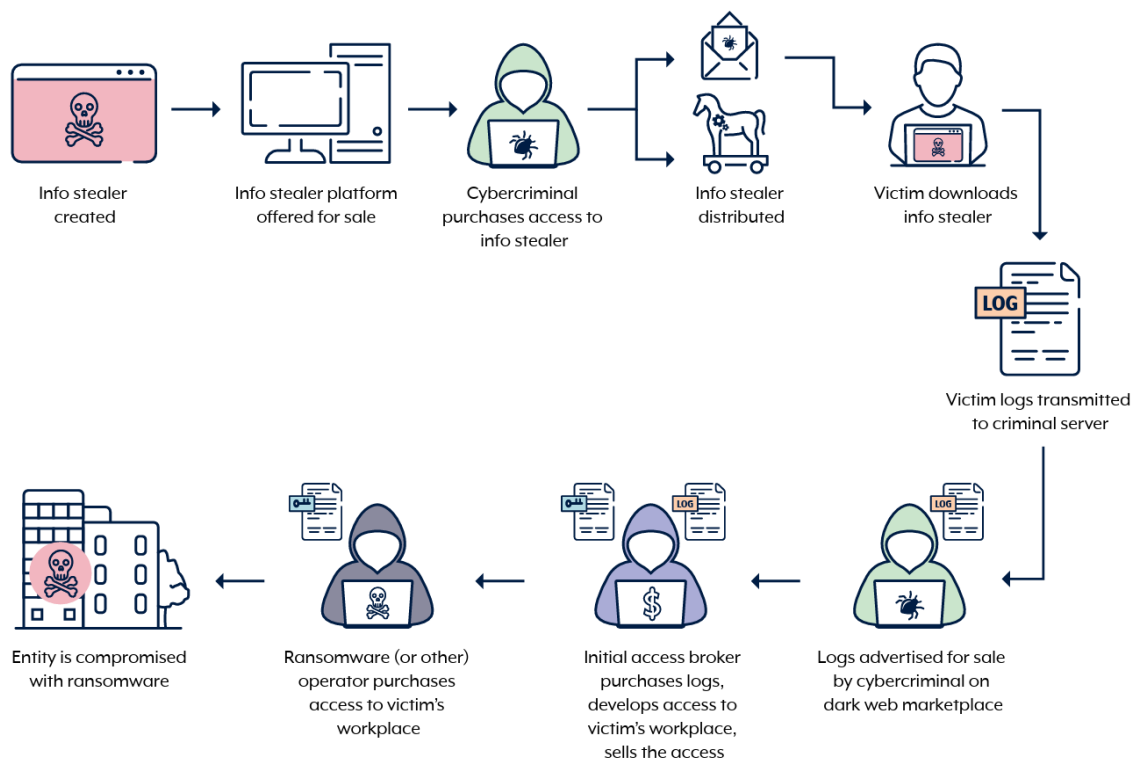 Info stealer
created
Info stealer platform
offered for sale
Cybercriminal
purchases access to
info stealer
Info stealer
distributed
Victim downloads
info stealer
LOG
Victim logs transmitted
to criminal server
LOG
Logs advertised for sale
by cybercriminal on
dark web marketplace
LOG
Initial access broker
purchases logs,
develops access to
victim's workplace,
sells the access
$
Ransomware (or other)
operator purchases
access to victim's
workplace
Entity is compromised
with ransomware